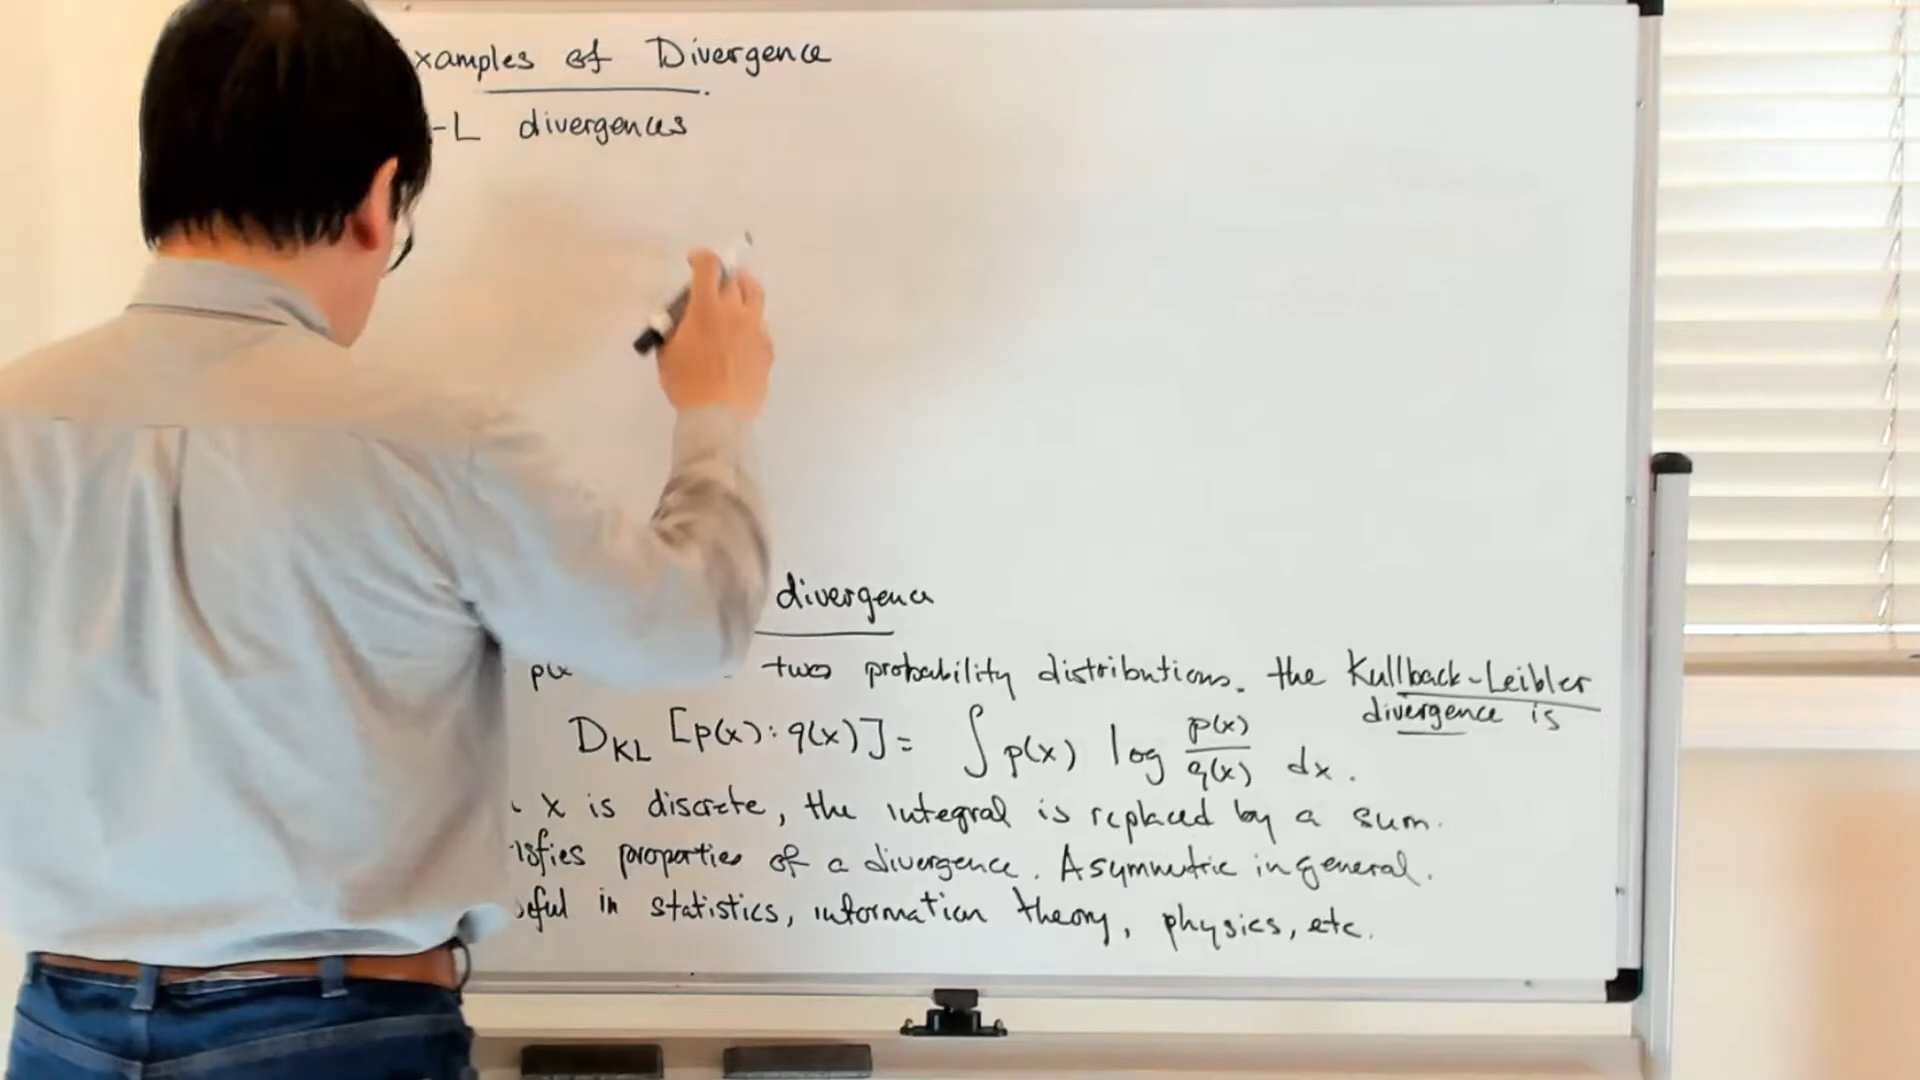 xamples of Divergence
-L divergences
divergence
two probability distributions. the Kullback-Leibler
divergence is
D_KL [p(x): q(x)] = ∫ p(x) log p(x)/q(x) dx.
x is discrete, the integral is replaced by a sum.
isfies properties of a divergence. Asymmetric in general.
eful in statistics, information theory, physics, etc.